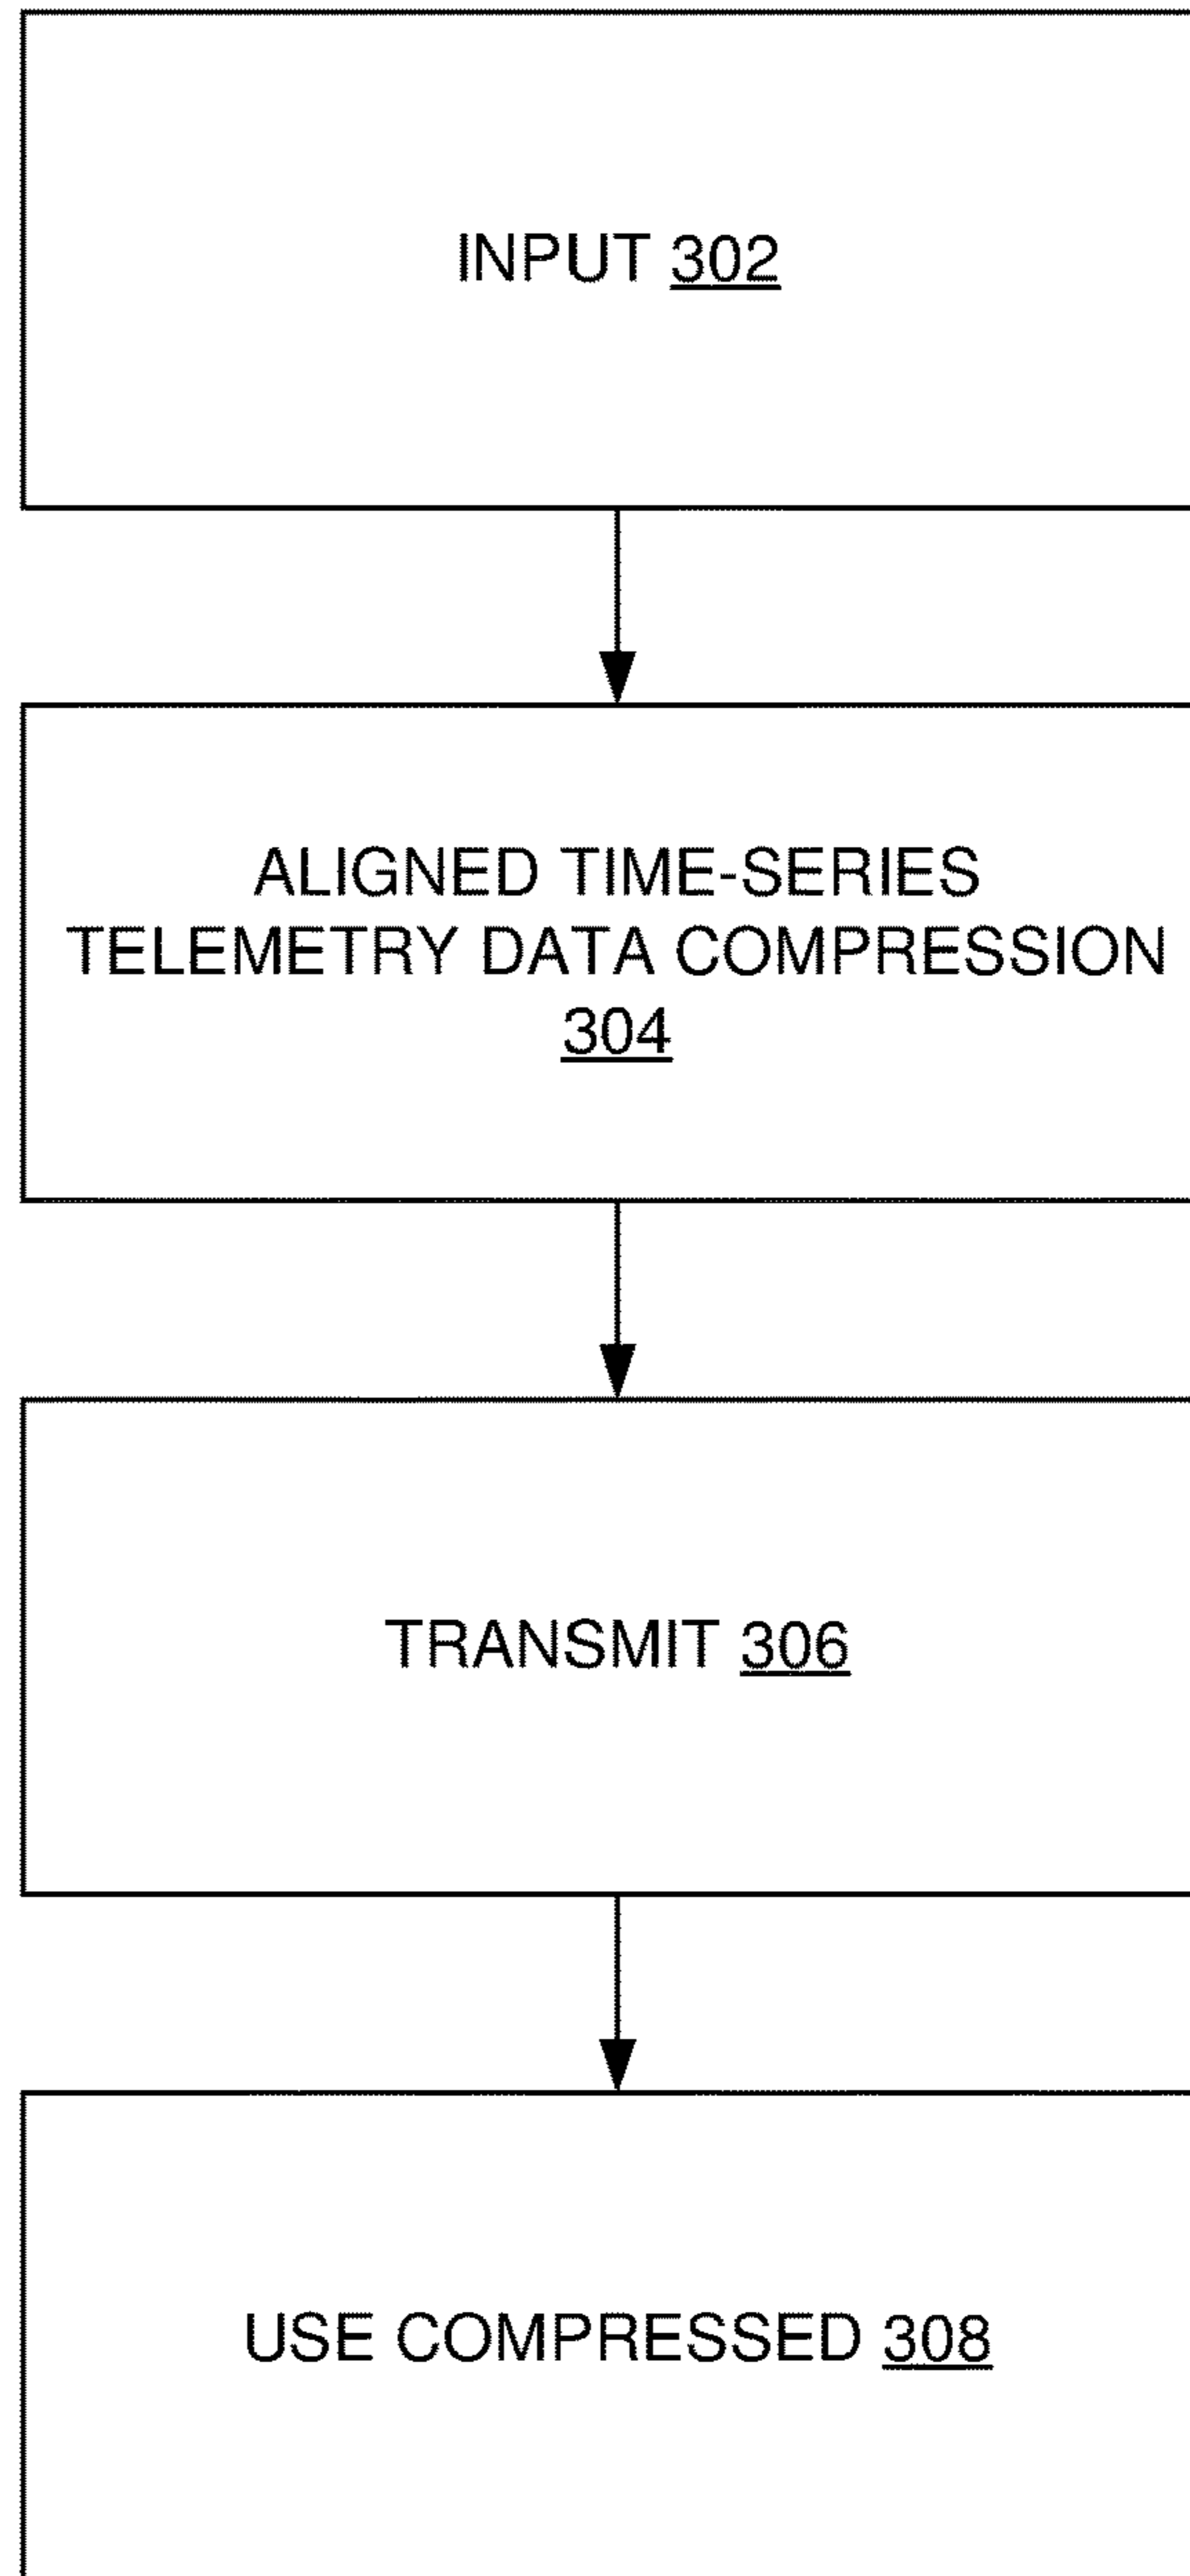 INPUT 302
ALIGNED TIME-SERIES
TELEMETRY DATA COMPRESSION
304
TRANSMIT 306
USE COMPRESSED 308